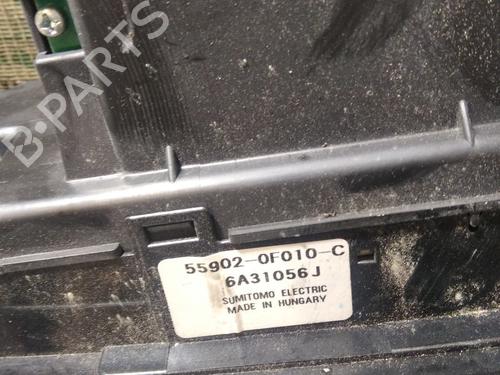 B-PARTS
55902-0F010-C
6A31056J
SUMITOMO ELECTRIC
MADE IN HUNGARY